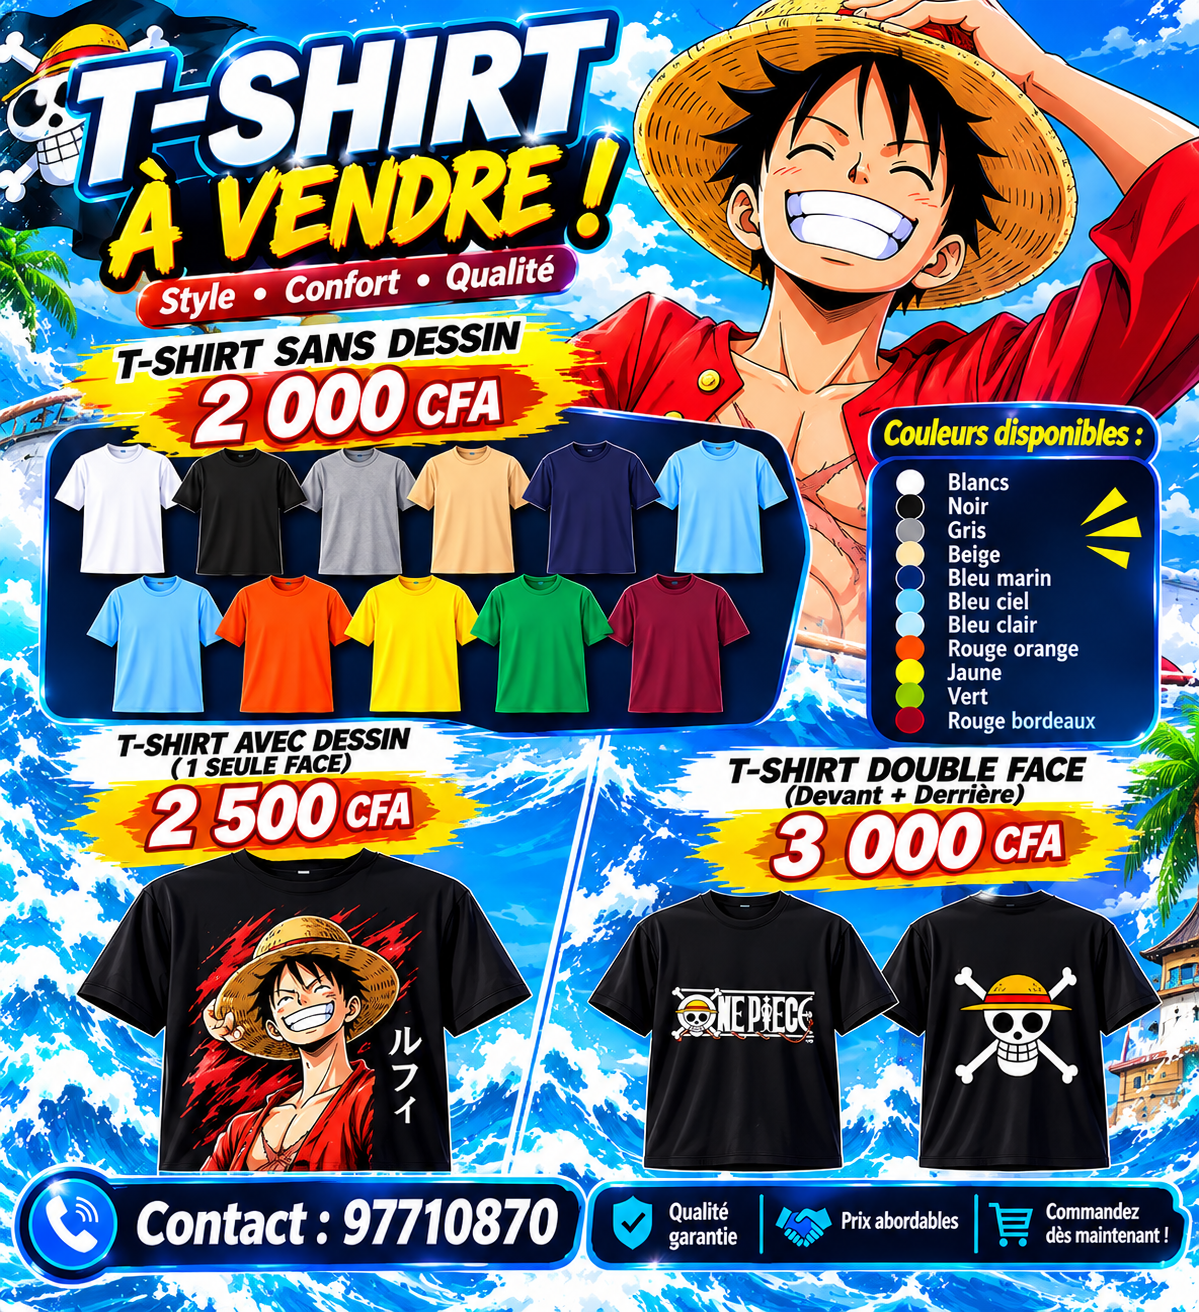 T-SHIRT
À VENDRE !
Style • Confort • Qualité
T-SHIRT SANS DESSIN
2 000 CFA
Couleurs disponibles :
Blancs
Noir
Gris
Beige
Bleu marin
Bleu ciel
Bleu clair
Rouge orange
Jaune
Vert
Rouge bordeaux
T-SHIRT AVEC DESSIN
(1 SEULE FACE)
2 500 CFA
T-SHIRT DOUBLE FACE
(Devant + Derrière)
3 000 CFA
ルフィ
ONE PIECE
Contact : 97710870
Qualité
garantie
Prix abordables
Commandez
dès maintenant !